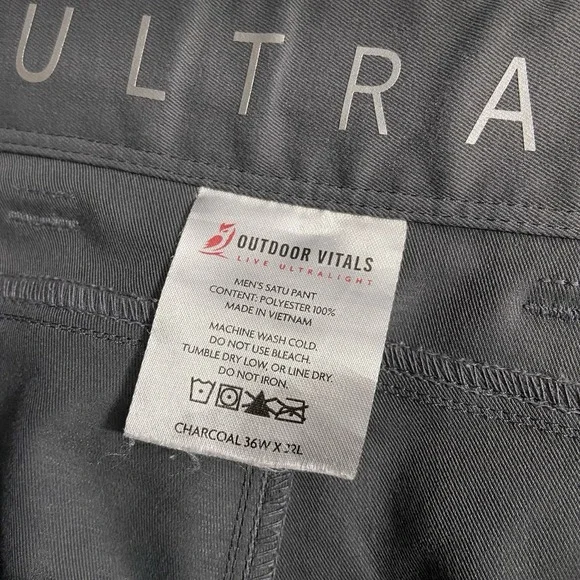 ULTRA
OUTDOOR VITALS
LIVE ULTRALIGHT
MEN'S SATU PANT
CONTENT: POLYESTER 100%
MADE IN VIETNAM
MACHINE WASH COLD.
DO NOT USE BLEACH.
TUMBLE DRY LOW, OR LINE DRY.
DO NOT IRON.
CHARCOAL 36W X 32L